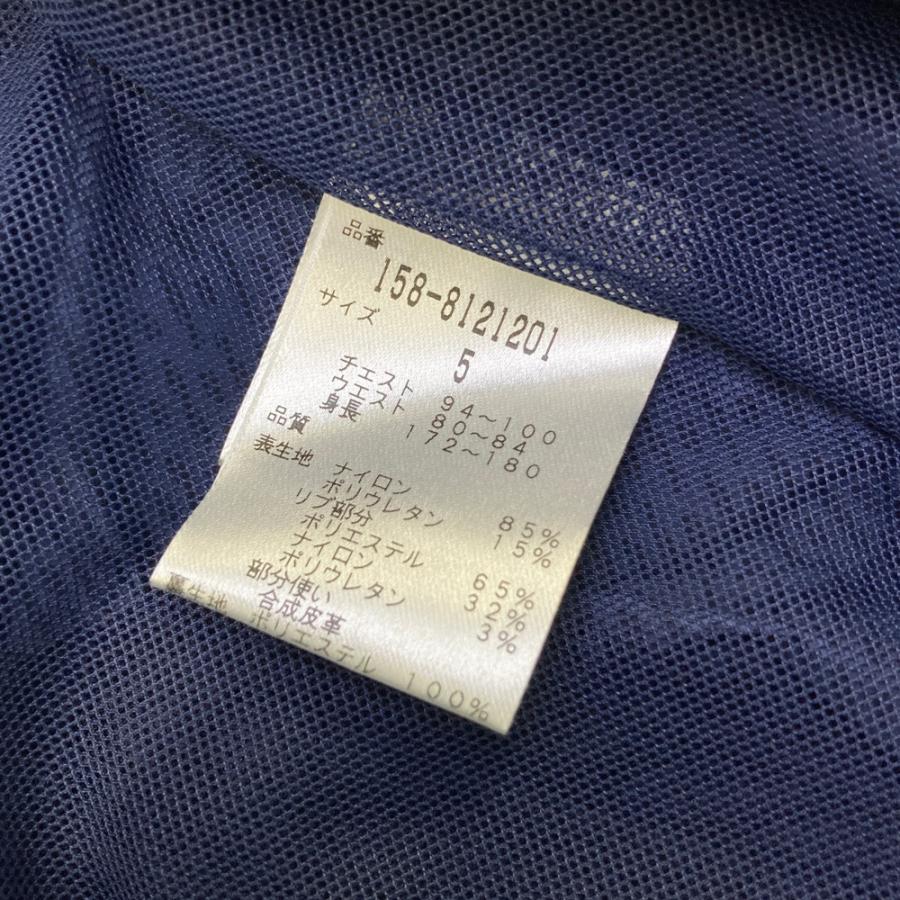 品番
158-8121201
サイズ
5
チェスト 94～100
ウエスト 80～84
身長 172～180
品質
表生地
ナイロン 85%
ポリウレタン 15%
リブ部分
ポリエステル 65%
ナイロン 32%
ポリウレタン 3%
部分使い
合成皮革
裏生地
ポリエステル 100%